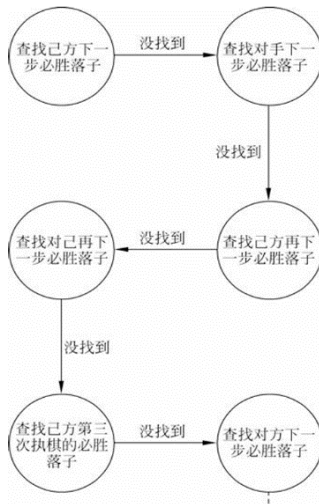 查找己方下一
步必胜落子
没找到
查找对手下一
步必胜落子
没找到
查找己方再下
一步必胜落子
没找到
查找对己再下
一步必胜落子
没找到
查找己方第三
次执棋的必胜
落子
没找到
查找对方下一
步必胜落子